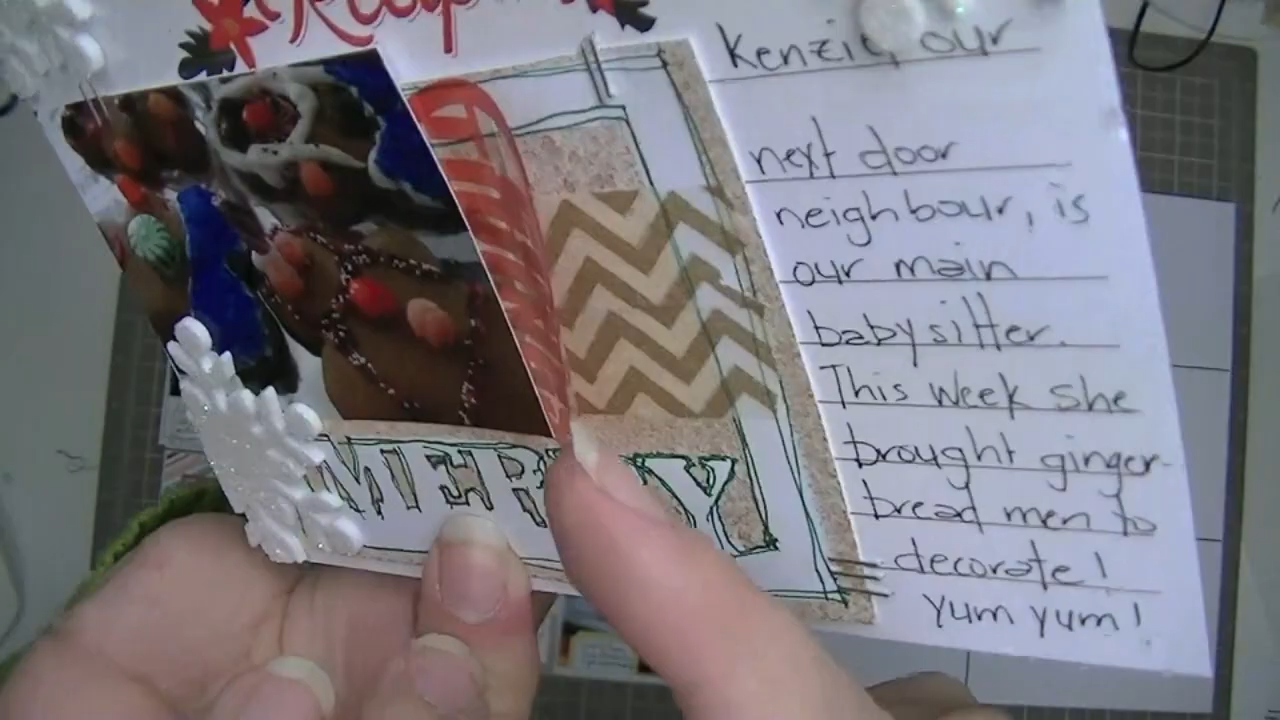 Kenzie, our
next door
neighbour, is
our main
babysitter.
This week she
brought ginger-
bread men to
decorate!
Yum yum!
MERRY